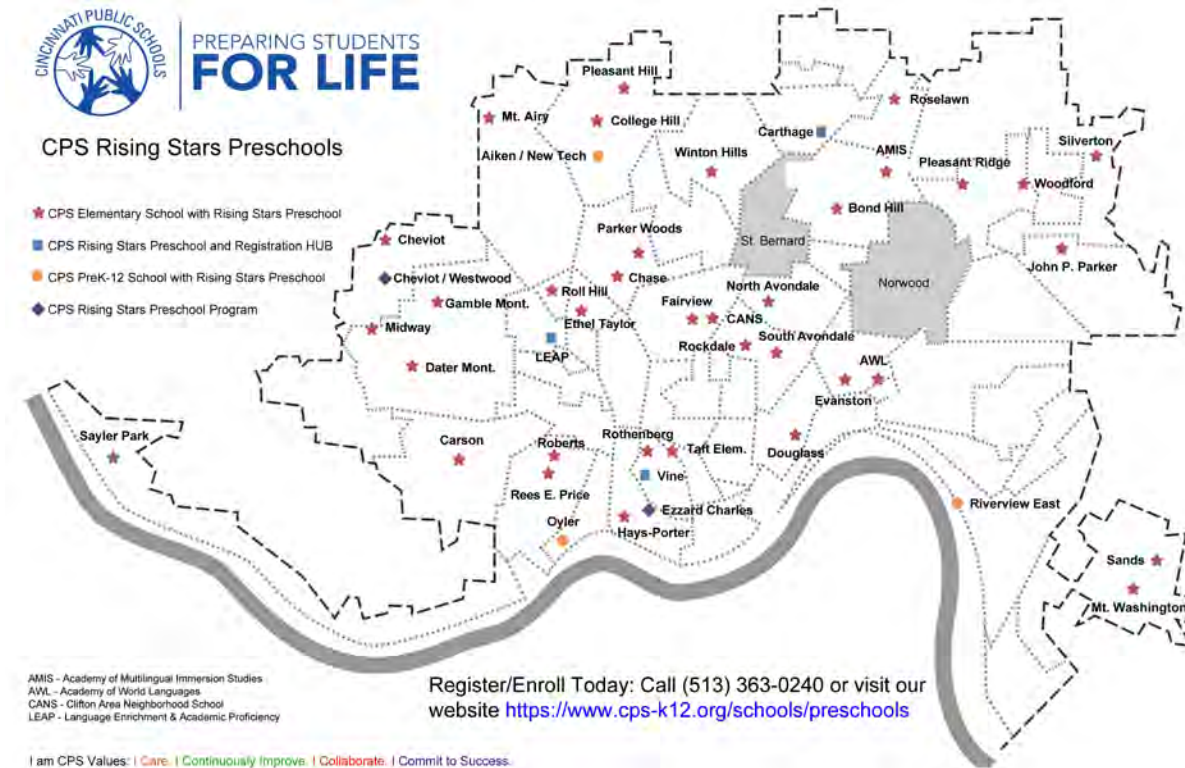 CINCINNATI PUBLIC SCHOOLS
PREPARING STUDENTS
FOR LIFE
CPS Rising Stars Preschools
CPS Elementary School with Rising Stars Preschool
CPS Rising Stars Preschool and Registration HUB
CPS PreK-12 School with Rising Stars Preschool
CPS Rising Stars Preschool Program
Pleasant Hill
Mt. Airy
College Hill
Aiken / New Tech
Winton Hills
Carthage
Roselawn
AMIS
Pleasant Ridge
Silverton
Woodford
Bond Hill
St. Bernard
Norwood
John P. Parker
Cheviot
Cheviot / Westwood
Gamble Mont.
Midway
Dater Mont.
Parker Woods
Chase
Roll Hill
Ethel Taylor
LEAP
Fairview
CANS
North Avondale
Rockdale
South Avondale
AWL
Evanston
Sayler Park
Carson
Roberts
Rees E. Price
Oyler
Rothenberg
Taft Elem.
Vine
Ezzard Charles
Hays-Porter
Douglass
Riverview East
Sands
Mt. Washington
AMIS - Academy of Multilingual Immersion Studies
AWL - Academy of World Languages
CANS - Clifton Area Neighborhood School
LEAP - Language Enrichment & Academic Proficiency
Register/Enroll Today: Call (513) 363-0240 or visit our
website https://www.cps-k12.org/schools/preschools
I am CPS Values: I Care. I Continuously Improve. I Collaborate. I Commit to Success.